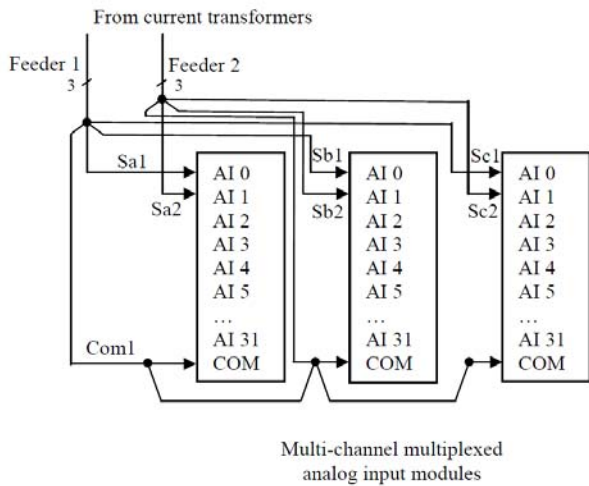 From current transformers
Feeder 1
Feeder 2
3
3
Sa1
Sb1
Sc1
Sa2
Sb2
Sc2
AI 0
AI 1
AI 2
AI 3
AI 4
AI 5
...
AI 31
COM
AI 0
AI 1
AI 2
AI 3
AI 4
AI 5
...
AI 31
COM
AI 0
AI 1
AI 2
AI 3
AI 4
AI 5
...
AI 31
COM
Com1
Multi-channel multiplexed
analog input modules